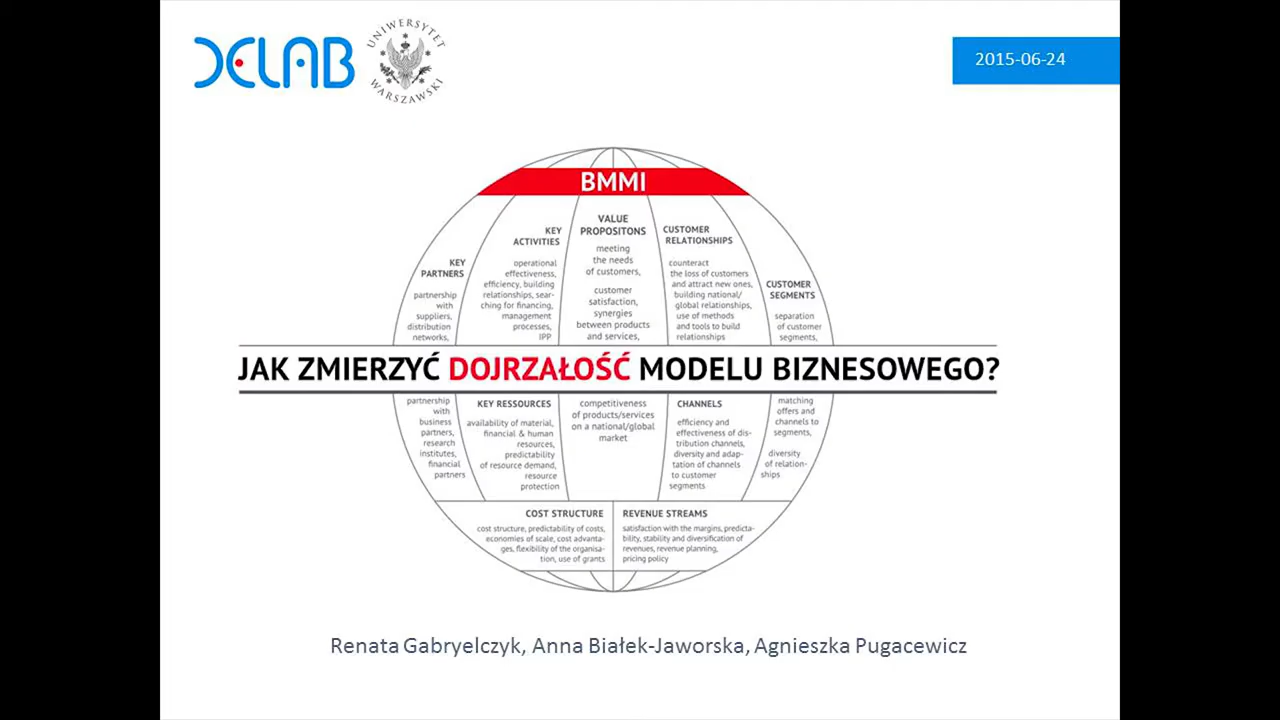 DELAB
UNIWERSYTET
WARSZAWSKI
2015-06-24
BMMI
KEY
PARTNERS
partnership
with
suppliers,
distribution
networks,
KEY
ACTIVITIES
operational
effectiveness,
efficiency, building
relationships, sear-
ching for financing,
management
processes,
IPP
VALUE
PROPOSITONS
meeting
the needs
of customers,
customer
satisfaction,
synergies
between products
and services,
CUSTOMER
RELATIONSHIPS
counteract
the loss of customers
and attract new ones,
building national/
global relationships,
use of methods
and tools to build
relationships
CUSTOMER
SEGMENTS
separation
of customer
segments,
JAK ZMIERZYĆ DOJRZAŁOŚĆ MODELU BIZNESOWEGO?
partnership
with
business
partners,
research
institutes,
financial
partners
KEY RESSOURCES
availability of material,
financial & human
resources,
predictability
of resource demand,
resource
protection
competitiveness
of products/services
on a national/global
market
CHANNELS
efficiency and
effectiveness of dis-
tribution channels,
diversity and adap-
tation of channels
to customer
segments
matching
offers and
channels to
segments,
diversity
of relation-
ships
COST STRUCTURE
cost structure, predictability of costs,
economies of scale, cost advanta-
ges, flexibility of the organisa-
tion, use of grants
REVENUE STREAMS
satisfaction with the margins, predicta-
bility, stability and diversification of
revenues, revenue planning,
pricing policy
Renata Gabryelczyk, Anna Białek-Jaworska, Agnieszka Pugacewicz